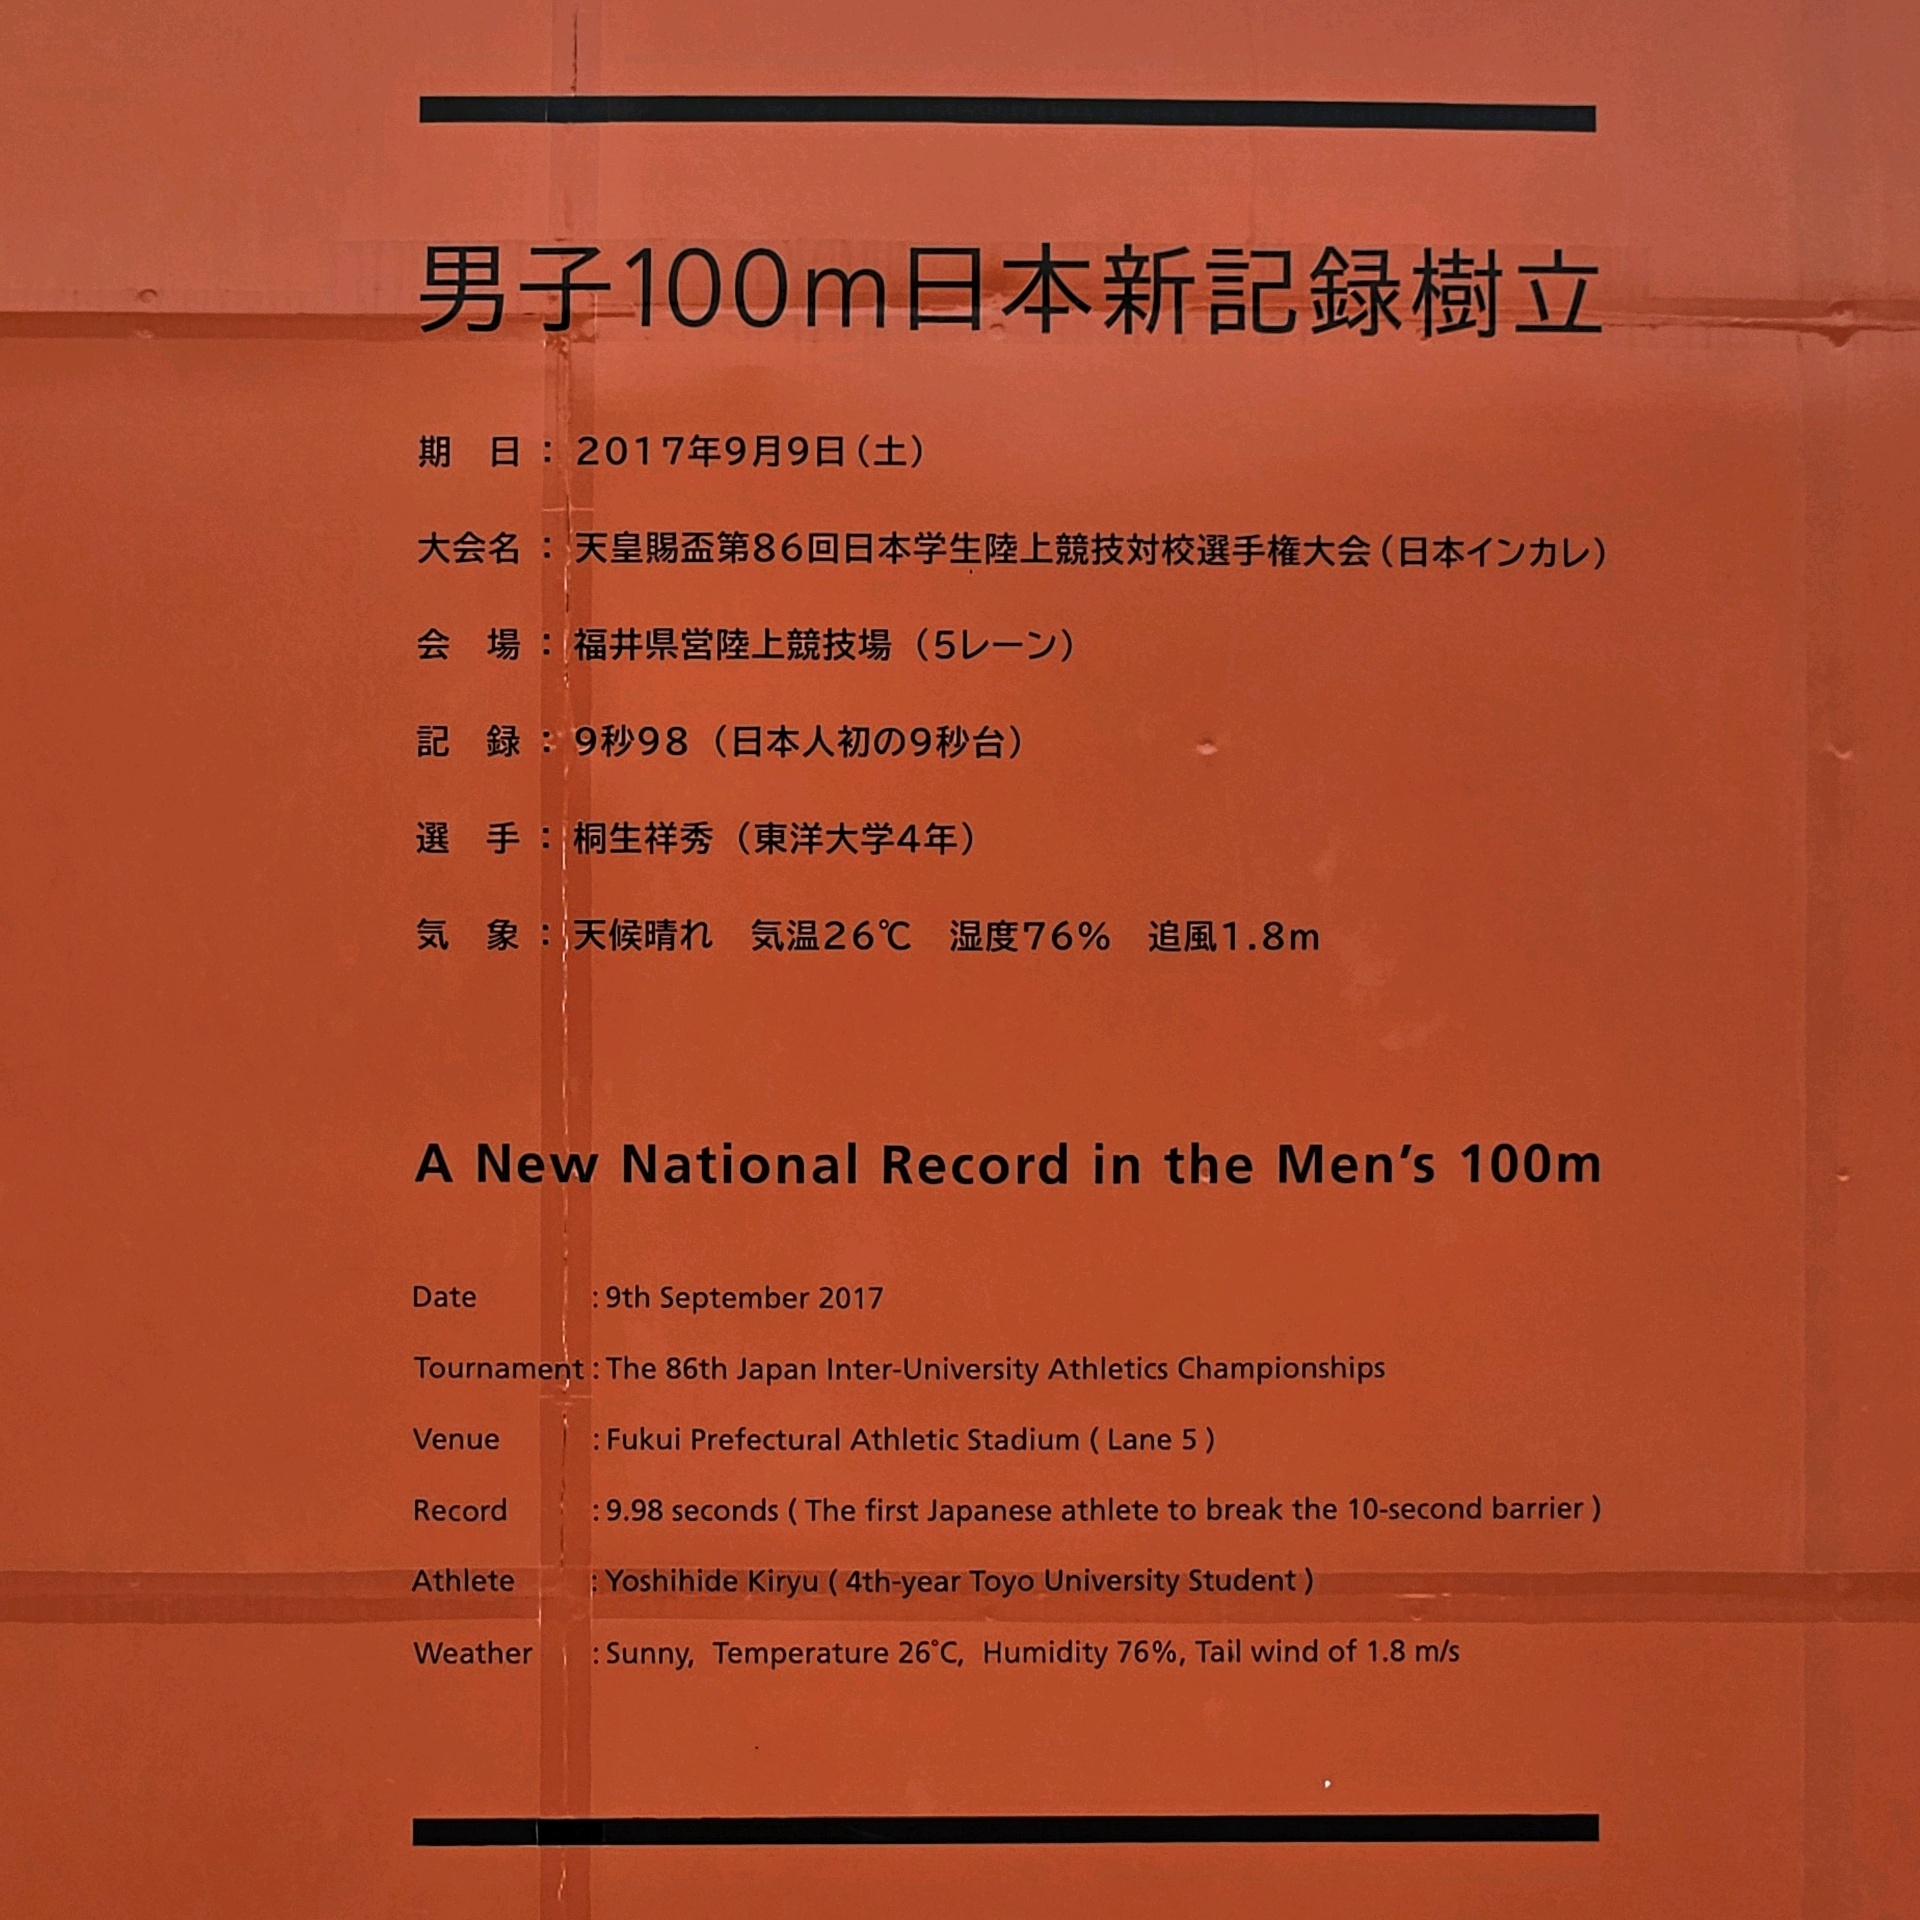 男子100m日本新記録樹立
期　日 : 2017年9月9日(土)
大会名 : 天皇賜盃第86回日本学生陸上競技対校選手権大会(日本インカレ)
会　場 : 福井県営陸上競技場（5レーン）
記　録 : 9秒98（日本人初の9秒台）
選　手 : 桐生祥秀（東洋大学4年）
気　象 : 天候晴れ　気温26℃　湿度76%　追風1.8m
A New National Record in the Men's 100m
Date : 9th September 2017
Tournament : The 86th Japan Inter-University Athletics Championships
Venue : Fukui Prefectural Athletic Stadium ( Lane 5 )
Record : 9.98 seconds ( The first Japanese athlete to break the 10-second barrier )
Athlete : Yoshihide Kiryu ( 4th-year Toyo University Student )
Weather : Sunny, Temperature 26℃, Humidity 76%, Tail wind of 1.8 m/s